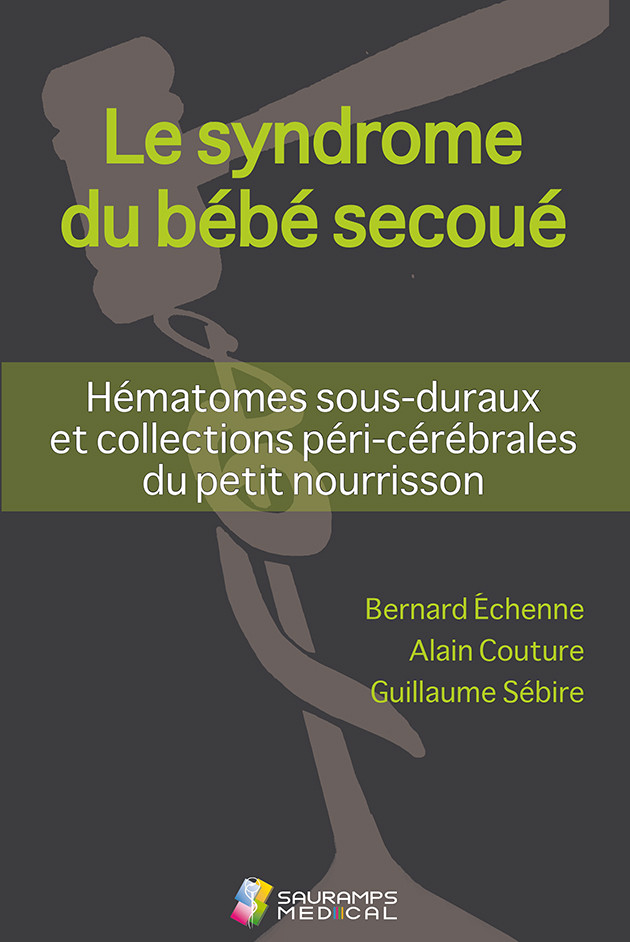 Le syndrome
du bébé secoué
Hématomes sous-duraux
et collections péri-cérébrales
du petit nourrisson
Bernard Échenne
Alain Couture
Guillaume Sébire
SAURAMPS
MEDICAL